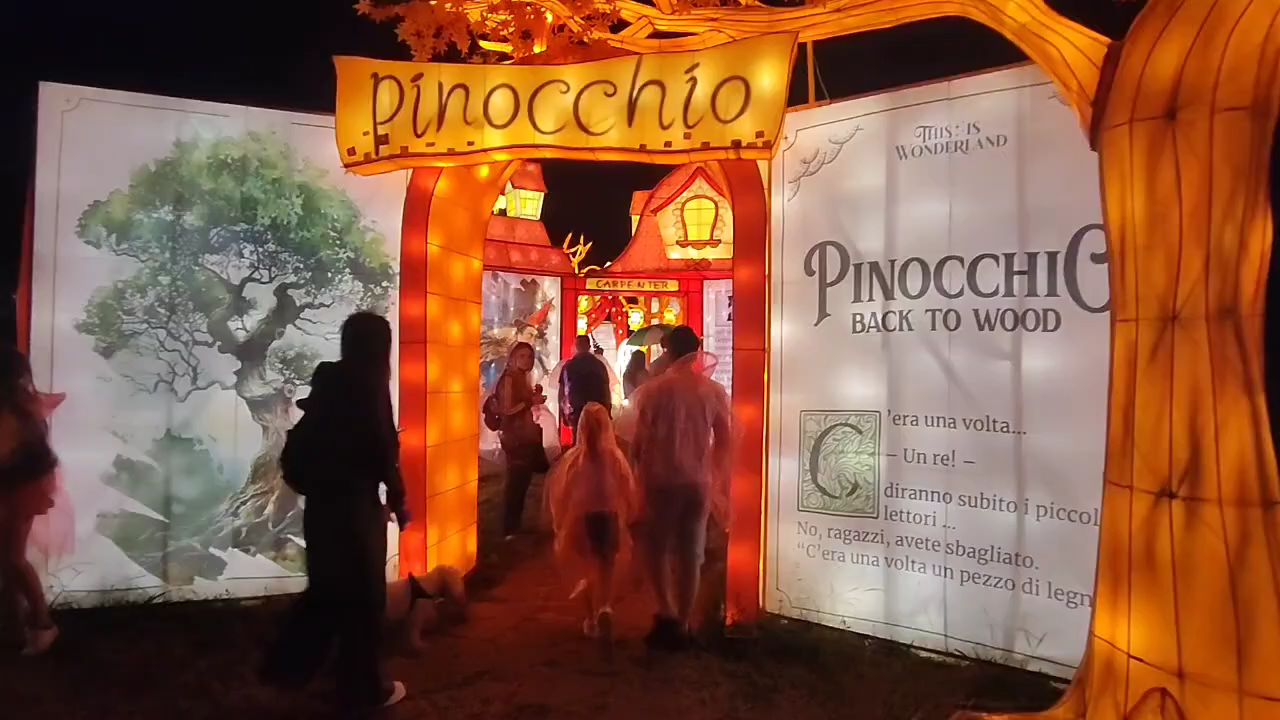 pinocchio
CARPENTER
THIS IS
WONDERLAND
PINOCCHIO
BACK TO WOOD
C'era una volta...
– Un re! –
diranno subito i piccol
lettori ...
No, ragazzi, avete sbagliato.
“C'era una volta un pezzo di legn